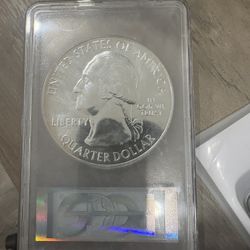 UNITED STATES OF AMERICA
LIBERTY
IN
GOD WE
TRUST
QUARTER DOLLAR